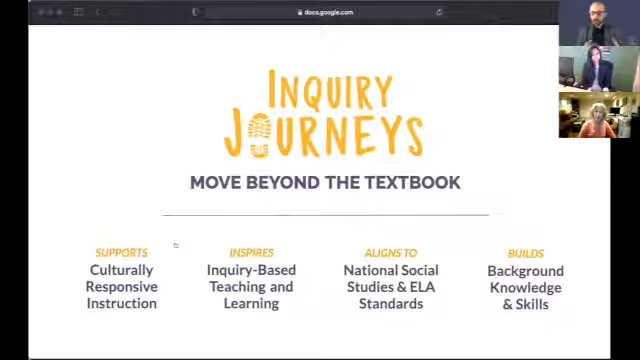 docs.google.com
INQUIRY
JOURNEYS
MOVE BEYOND THE TEXTBOOK
SUPPORTS
Culturally
Responsive
Instruction
INSPIRES
Inquiry-Based
Teaching and
Learning
ALIGNS TO
National Social
Studies & ELA
Standards
BUILDS
Background
Knowledge
& Skills